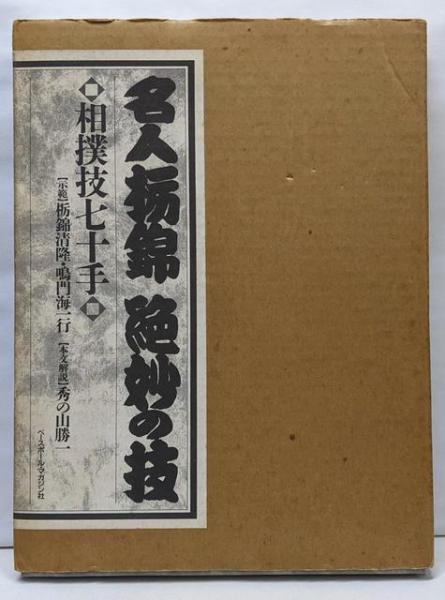 名人栃錦 絶妙の技
◆相撲技七十手◆
[示範]栃錦清隆・鳴門海一行 [本文解説]秀の山勝一
ベースボール・マガジン社